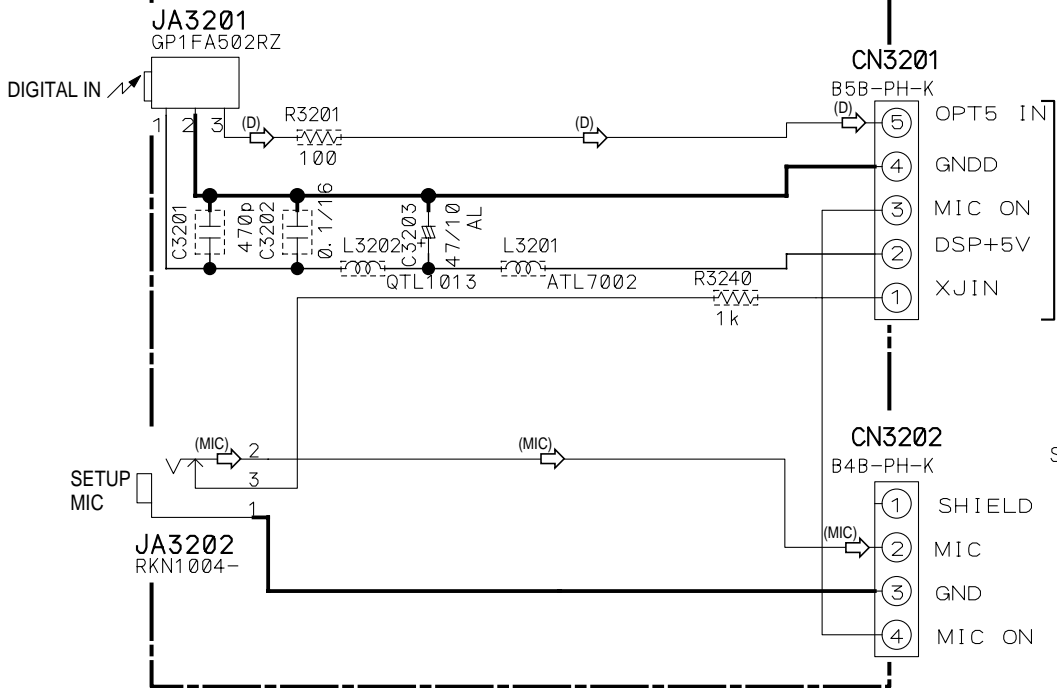 JA3201
GP1FA502RZ
DIGITAL IN
1
2
3
(D)
R3201
100
(D)
CN3201
B5B-PH-K
(D)
5
OPT5 IN
4
GNDD
3
MIC ON
2
DSP+5V
1
XJIN
C3201
470p
C3202
0.1/16
C3203
+
47/10
AL
L3202
QTL1013
L3201
ATL7002
R3240
1k
SETUP
MIC
(MIC)
2
3
1
JA3202
RKN1004-
(MIC)
CN3202
B4B-PH-K
(MIC)
1
SHIELD
2
MIC
3
GND
4
MIC ON